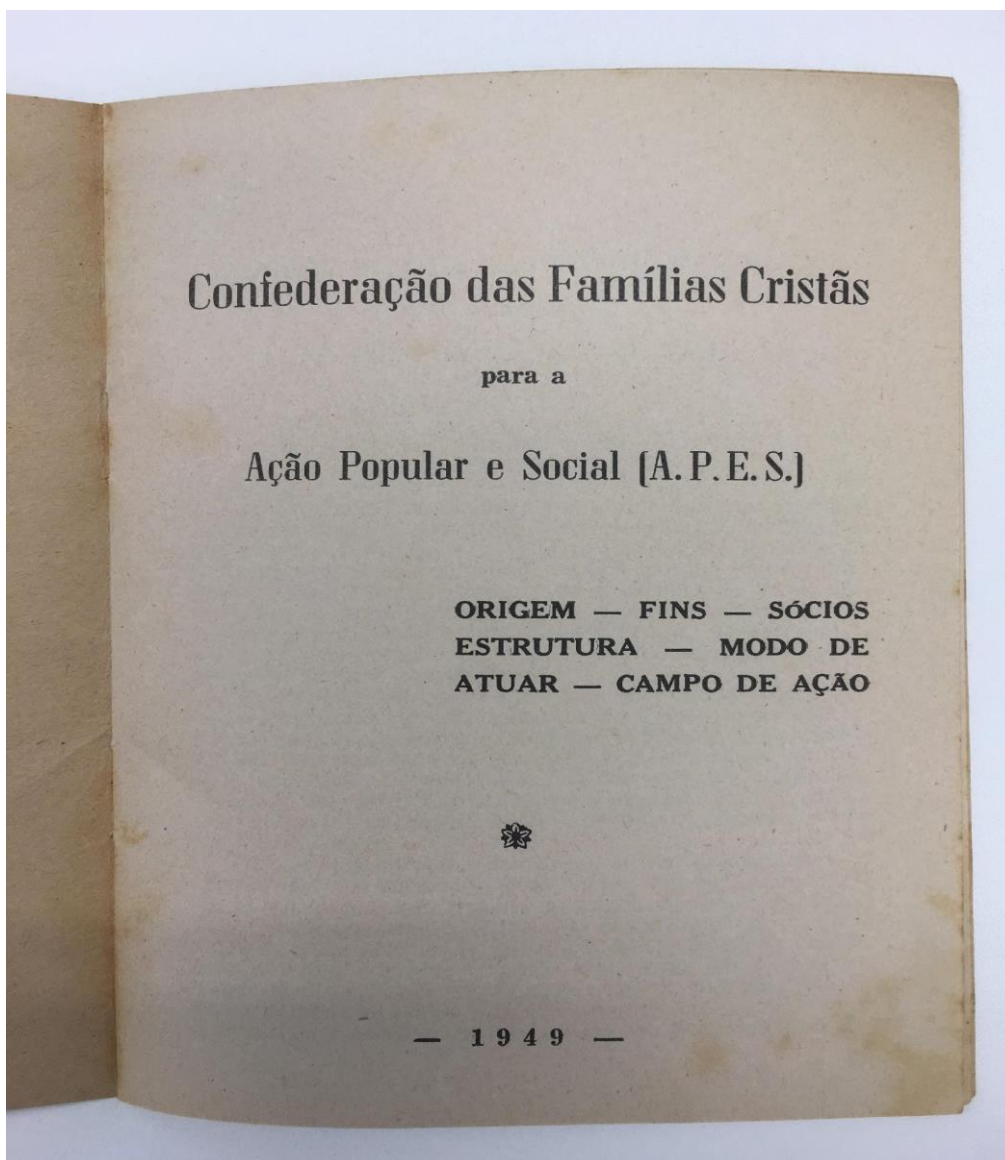 Confederação das Famílias Cristãs
para a
Ação Popular e Social (A. P. E. S.)
ORIGEM — FINS — SÓCIOS
ESTRUTURA — MODO DE
ATUAR — CAMPO DE AÇÃO
— 1949 —